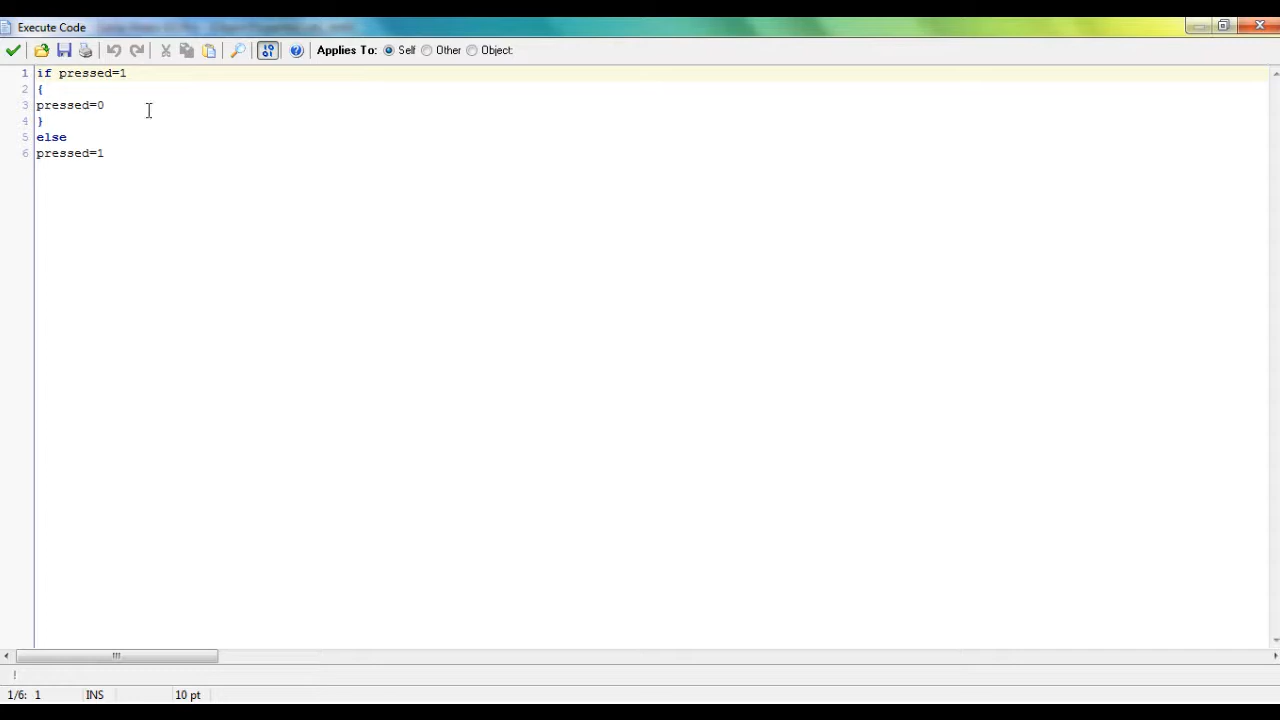 Execute Code
Applies To: Self Other Object:
1 if pressed=1
2 {
3 pressed=0
4 }
5 else
6 pressed=1
1/6: 1 INS 10 pt